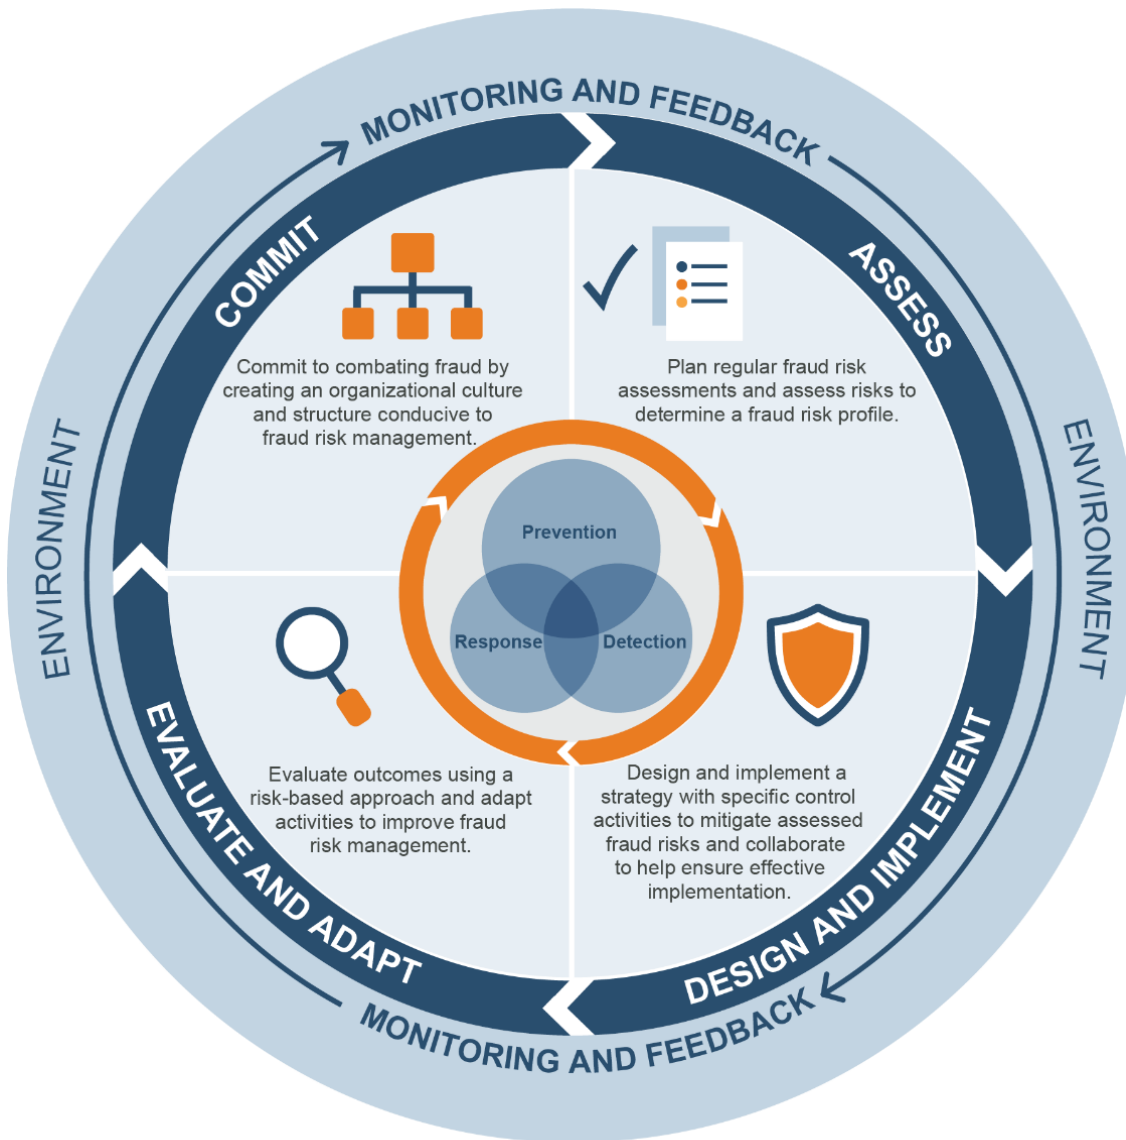 MONITORING AND FEEDBACK
COMMIT
ASSESS
Commit to combating fraud by
creating an organizational culture
and structure conducive to
fraud risk management.
Plan regular fraud risk
assessments and assess risks to
determine a fraud risk profile.
ENVIRONMENT
ENVIRONMENT
Prevention
Response
Detection
Evaluate outcomes using a
risk-based approach and adapt
activities to improve fraud
risk management.
Design and implement a
strategy with specific control
activities to mitigate assessed
fraud risks and collaborate
to help ensure effective
implementation.
EVALUATE AND ADAPT
DESIGN AND IMPLEMENT
MONITORING AND FEEDBACK